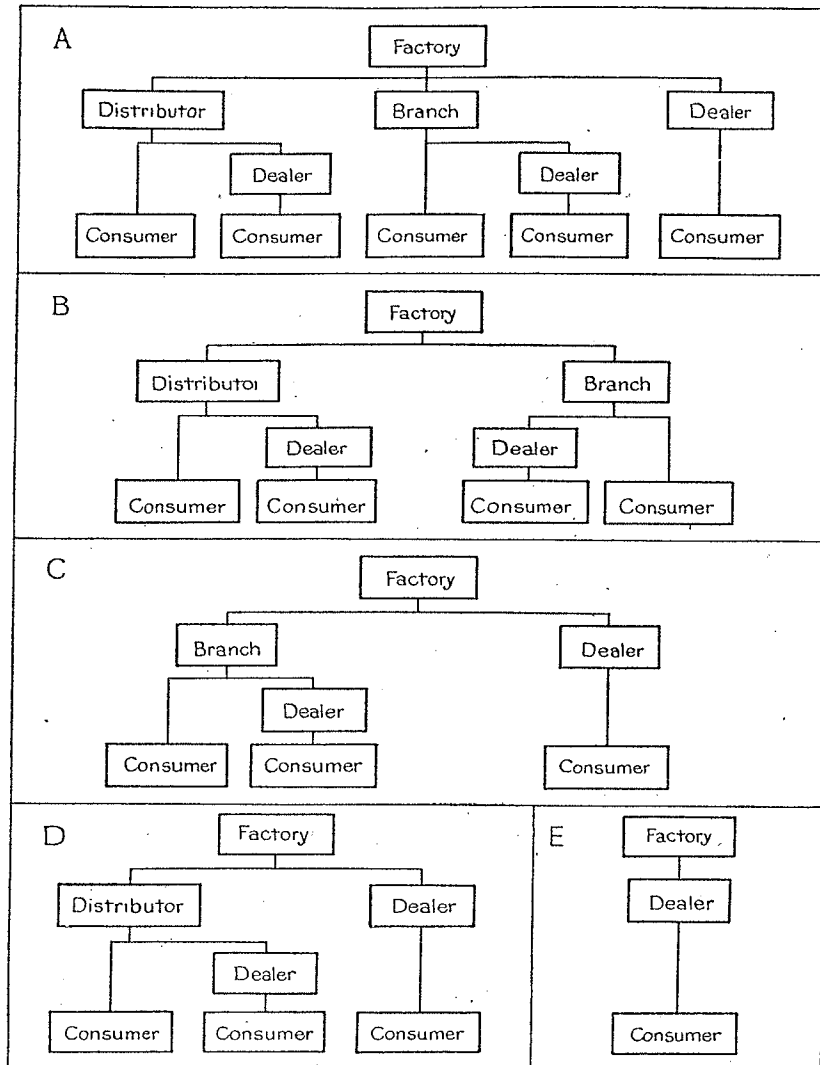 A
Factory
Distributor Branch Dealer
Dealer Dealer
Consumer Consumer Consumer Consumer Consumer
B
Factory
Distributor Branch
Dealer Dealer
Consumer Consumer Consumer Consumer
C
Factory
Branch Dealer
Dealer
Consumer Consumer Consumer
D
Factory
Distributor Dealer
Dealer
Consumer Consumer Consumer
E
Factory
Dealer
Consumer